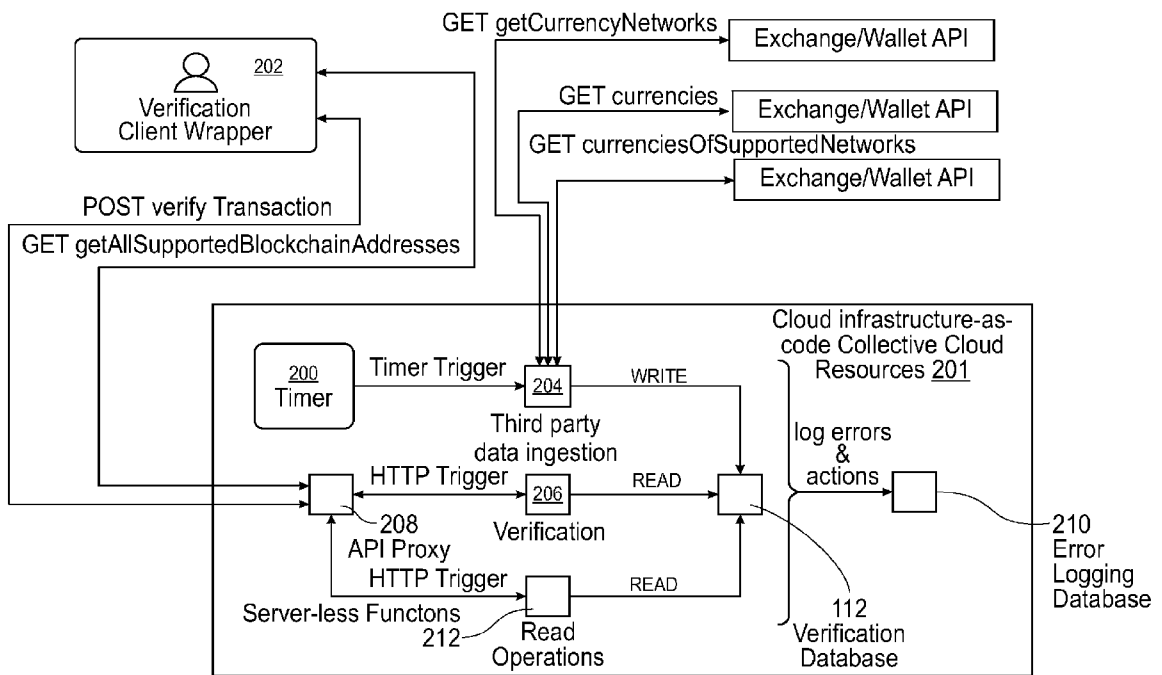 GET getCurrencyNetworks
Exchange/Wallet API
202
Verification
Client Wrapper
GET currencies
Exchange/Wallet API
GET currenciesOfSupportedNetworks
Exchange/Wallet API
POST verify Transaction
GET getAllSupportedBlockchainAddresses
Cloud infrastructure-as-
code Collective Cloud
Resources 201
200
Timer
Timer Trigger
204
WRITE
Third party
data ingestion
log errors
&
actions
HTTP Trigger
206
READ
208
API Proxy
Verification
210
Error
Logging
Database
HTTP Trigger
READ
Server-less Functons
212
Read
Operations
112
Verification
Database